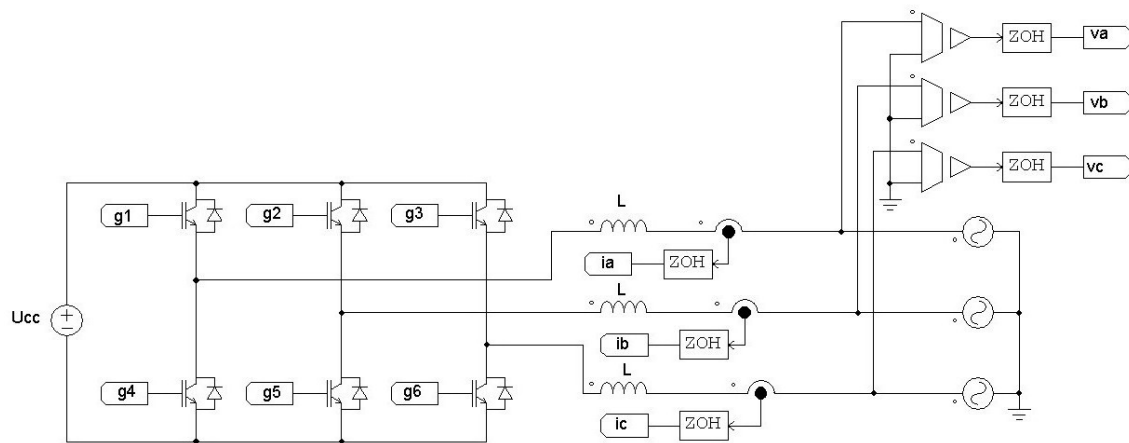 ZOH va
ZOH vb
ZOH vc
g1 g2 g3
L
ia ZOH
Ucc
L
ib ZOH
g4 g5 g6
L
ic ZOH